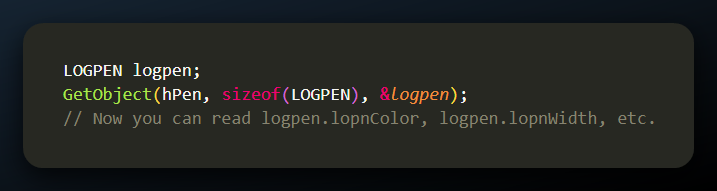 LOGPEN logpen;
GetObject(hPen, sizeof(LOGPEN), &logpen);
// Now you can read logpen.lopnColor, logpen.lopnWidth, etc.